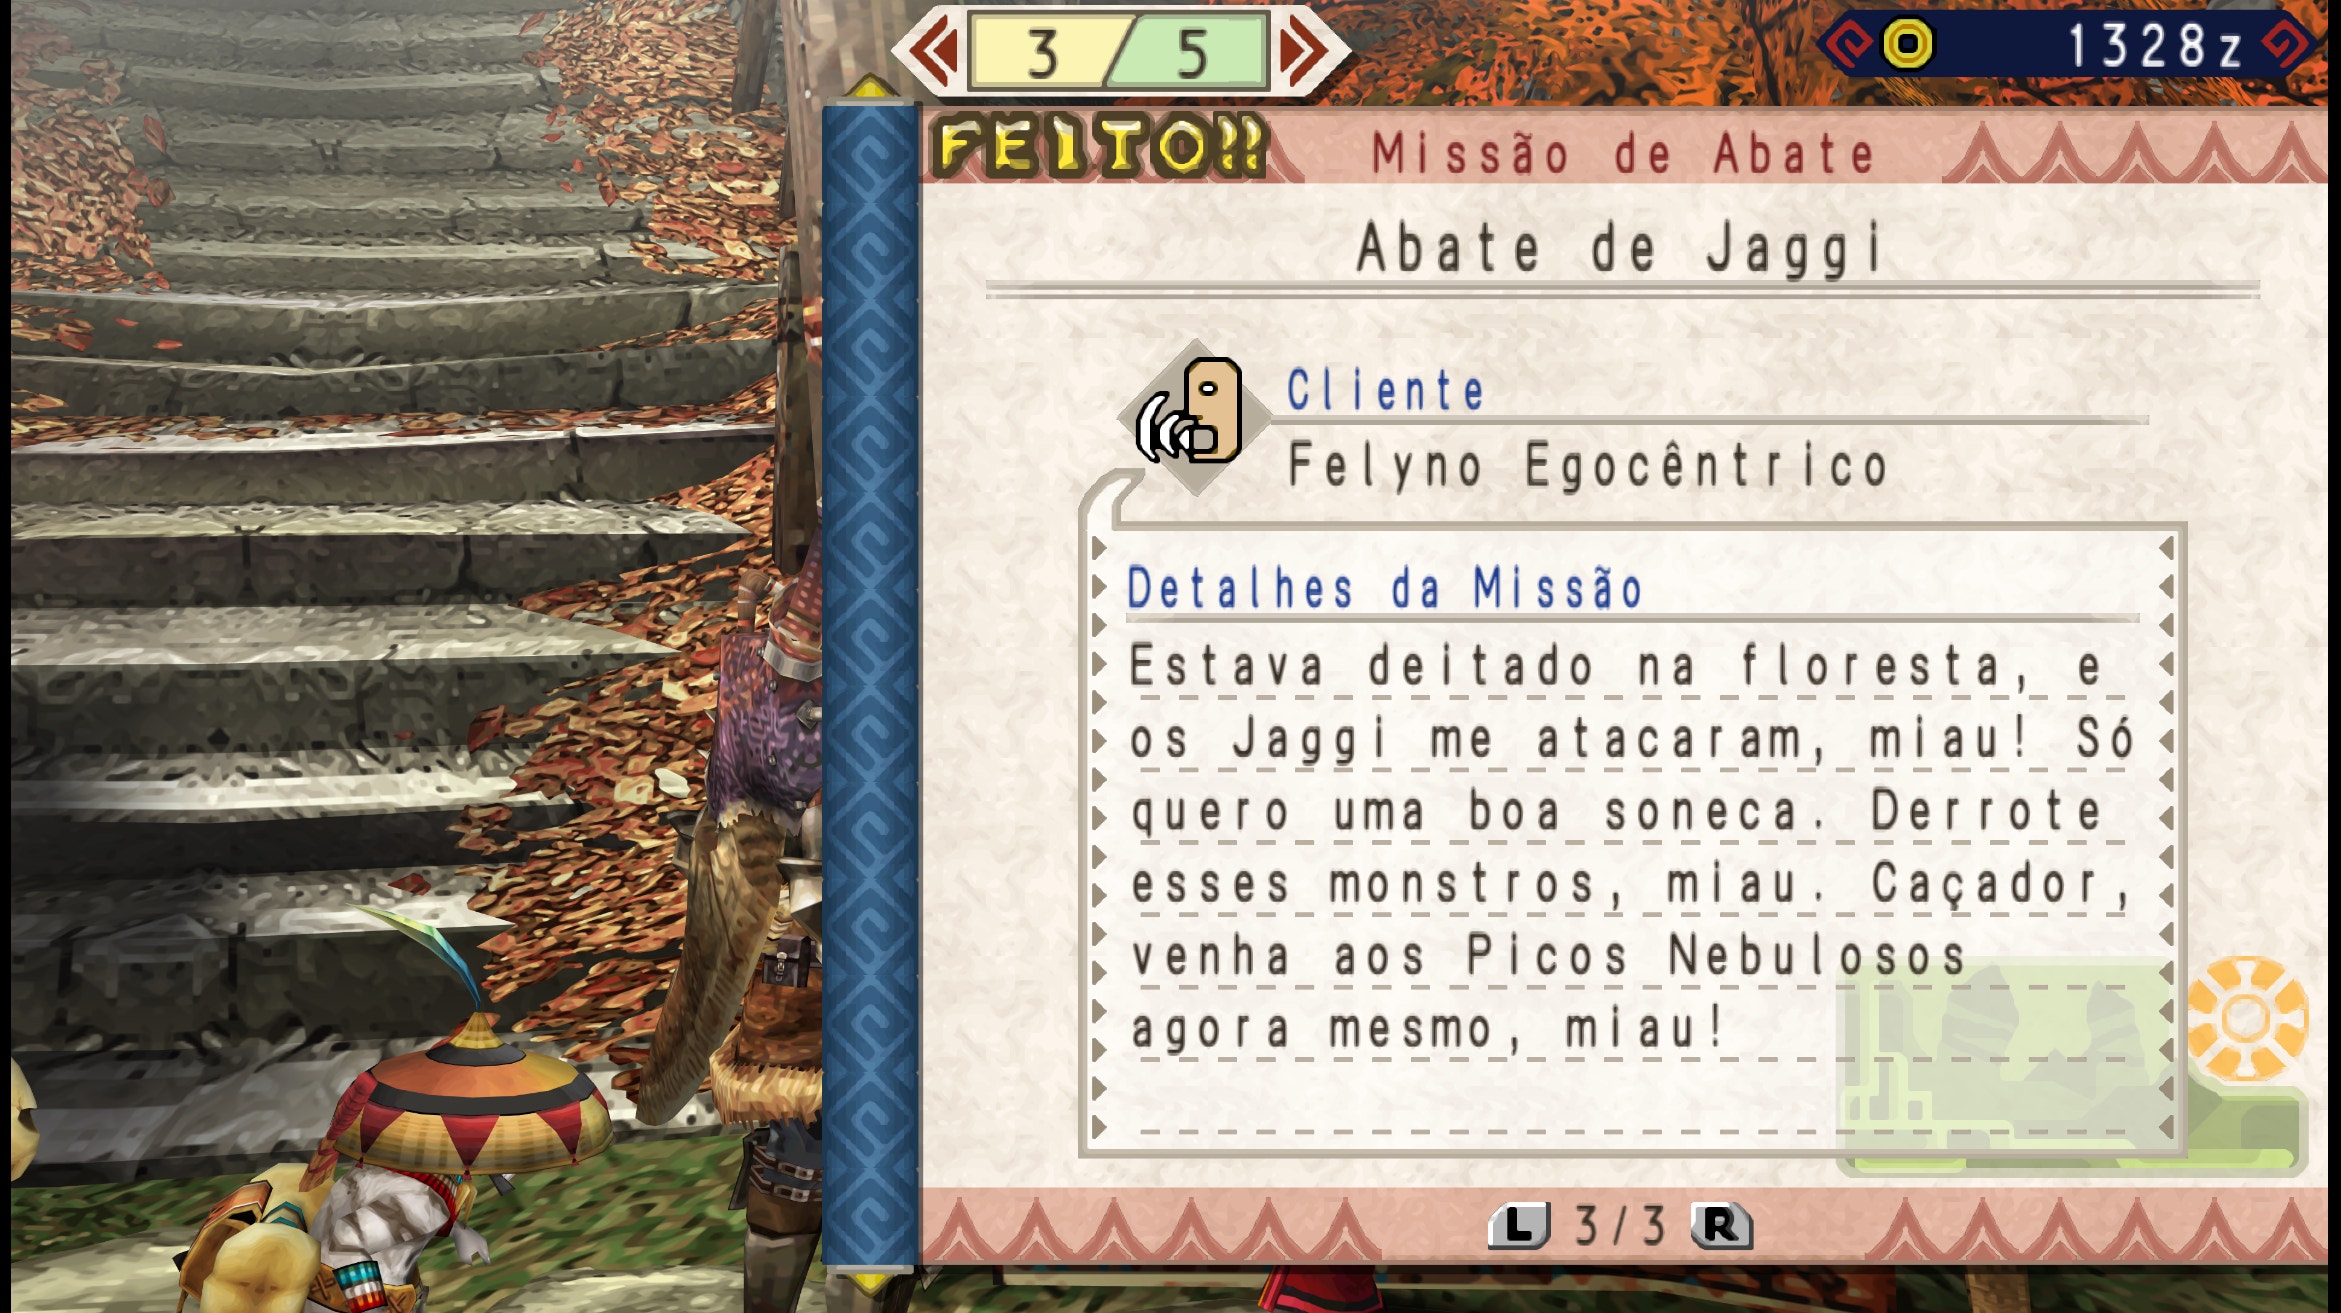 3 / 5
1328z
FEITO!!
Missão de Abate
Abate de Jaggi
Cliente
Felyno Egocêntrico
Detalhes da Missão
Estava deitado na floresta, e
os Jaggi me atacaram, miau! Só
quero uma boa soneca. Derrote
esses monstros, miau. Caçador,
venha aos Picos Nebulosos
agora mesmo, miau!
L 3/3 R